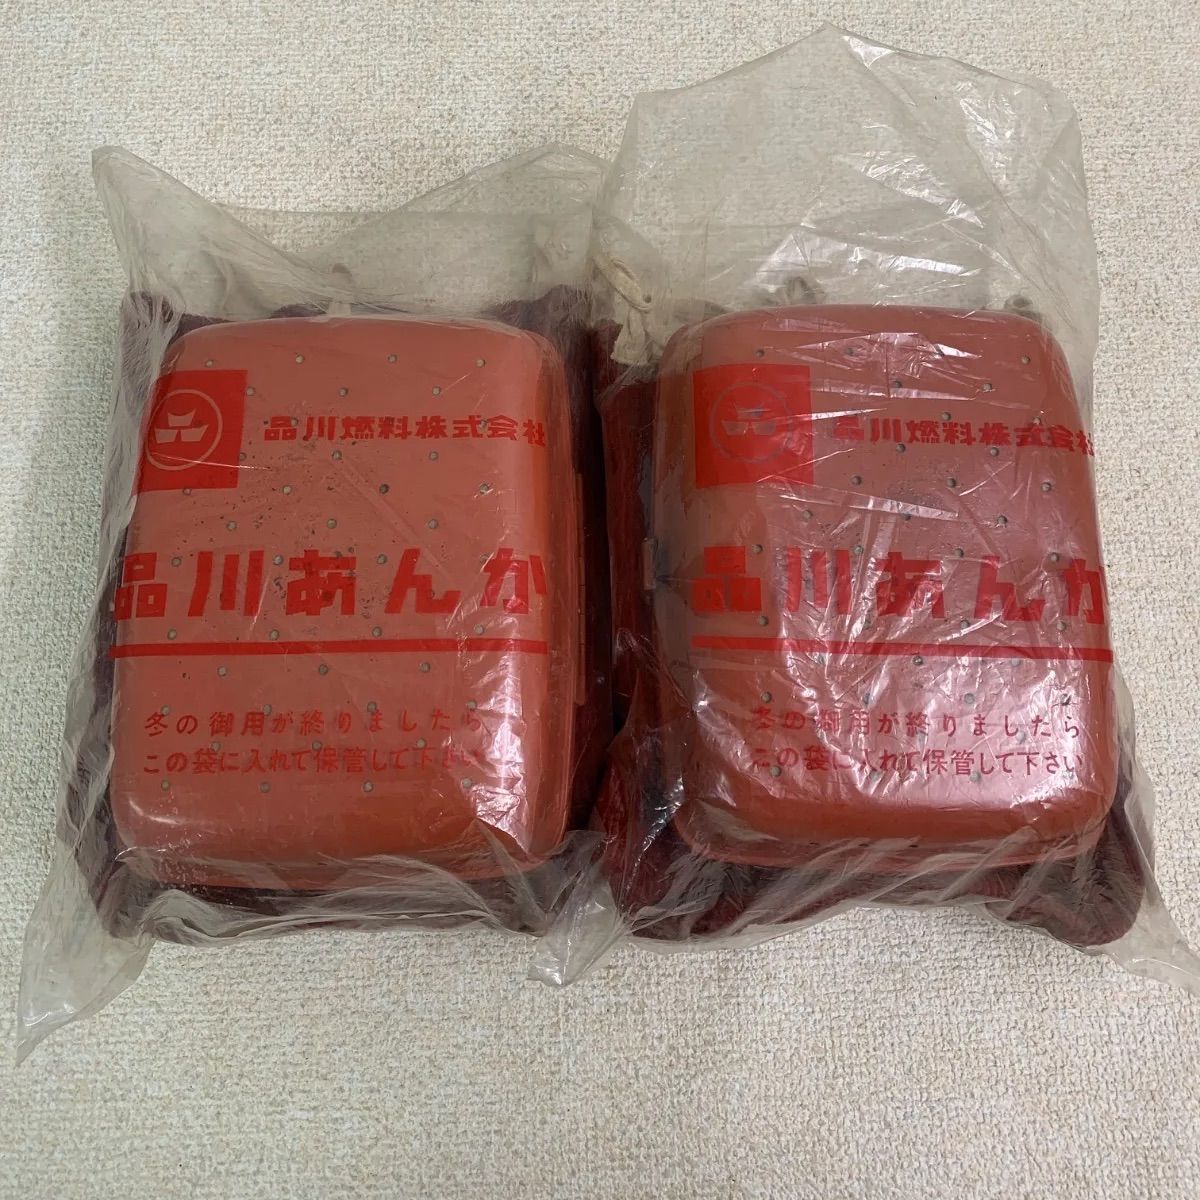 品川燃料株式会社
品川あんか
冬の御用が終りましたら
この袋に入れて保管して下さい
品川燃料株式会社
品川あんか
冬の御用が終りましたら
この袋に入れて保管して下さい